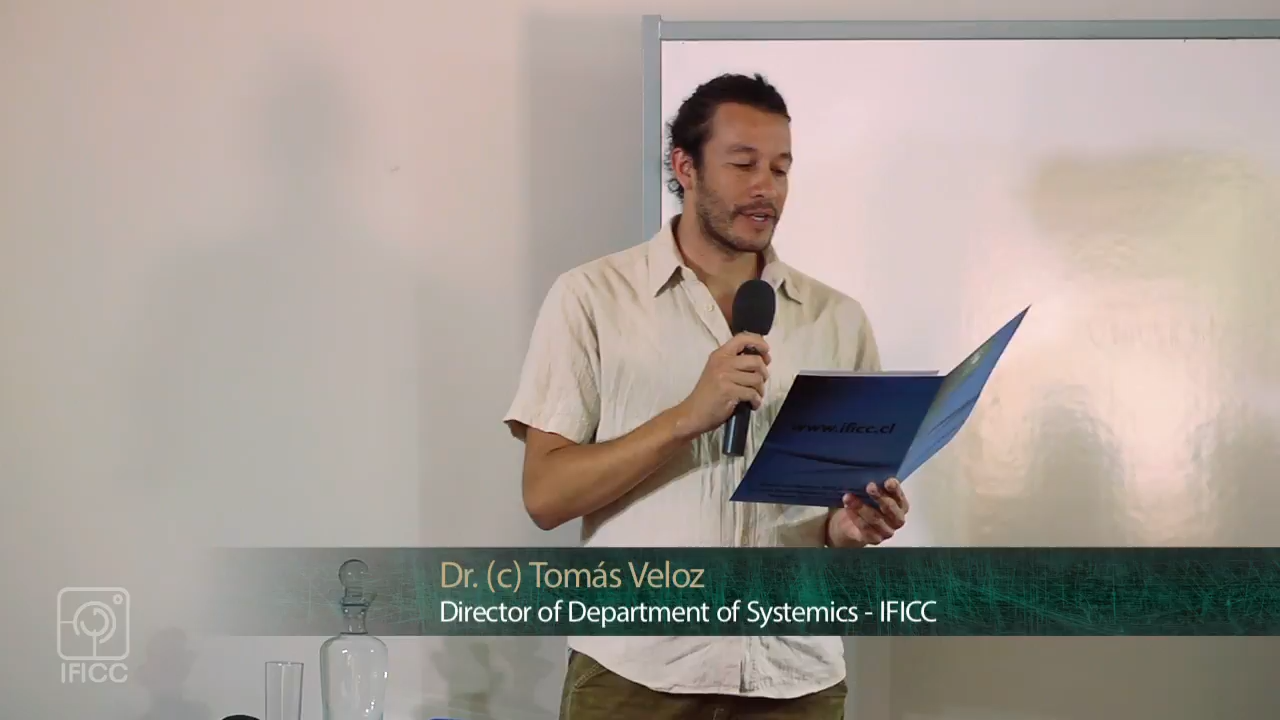 www.ificc.cl
Dr. (c) Tomás Veloz
Director of Department of Systemics - IFICC
IFICC